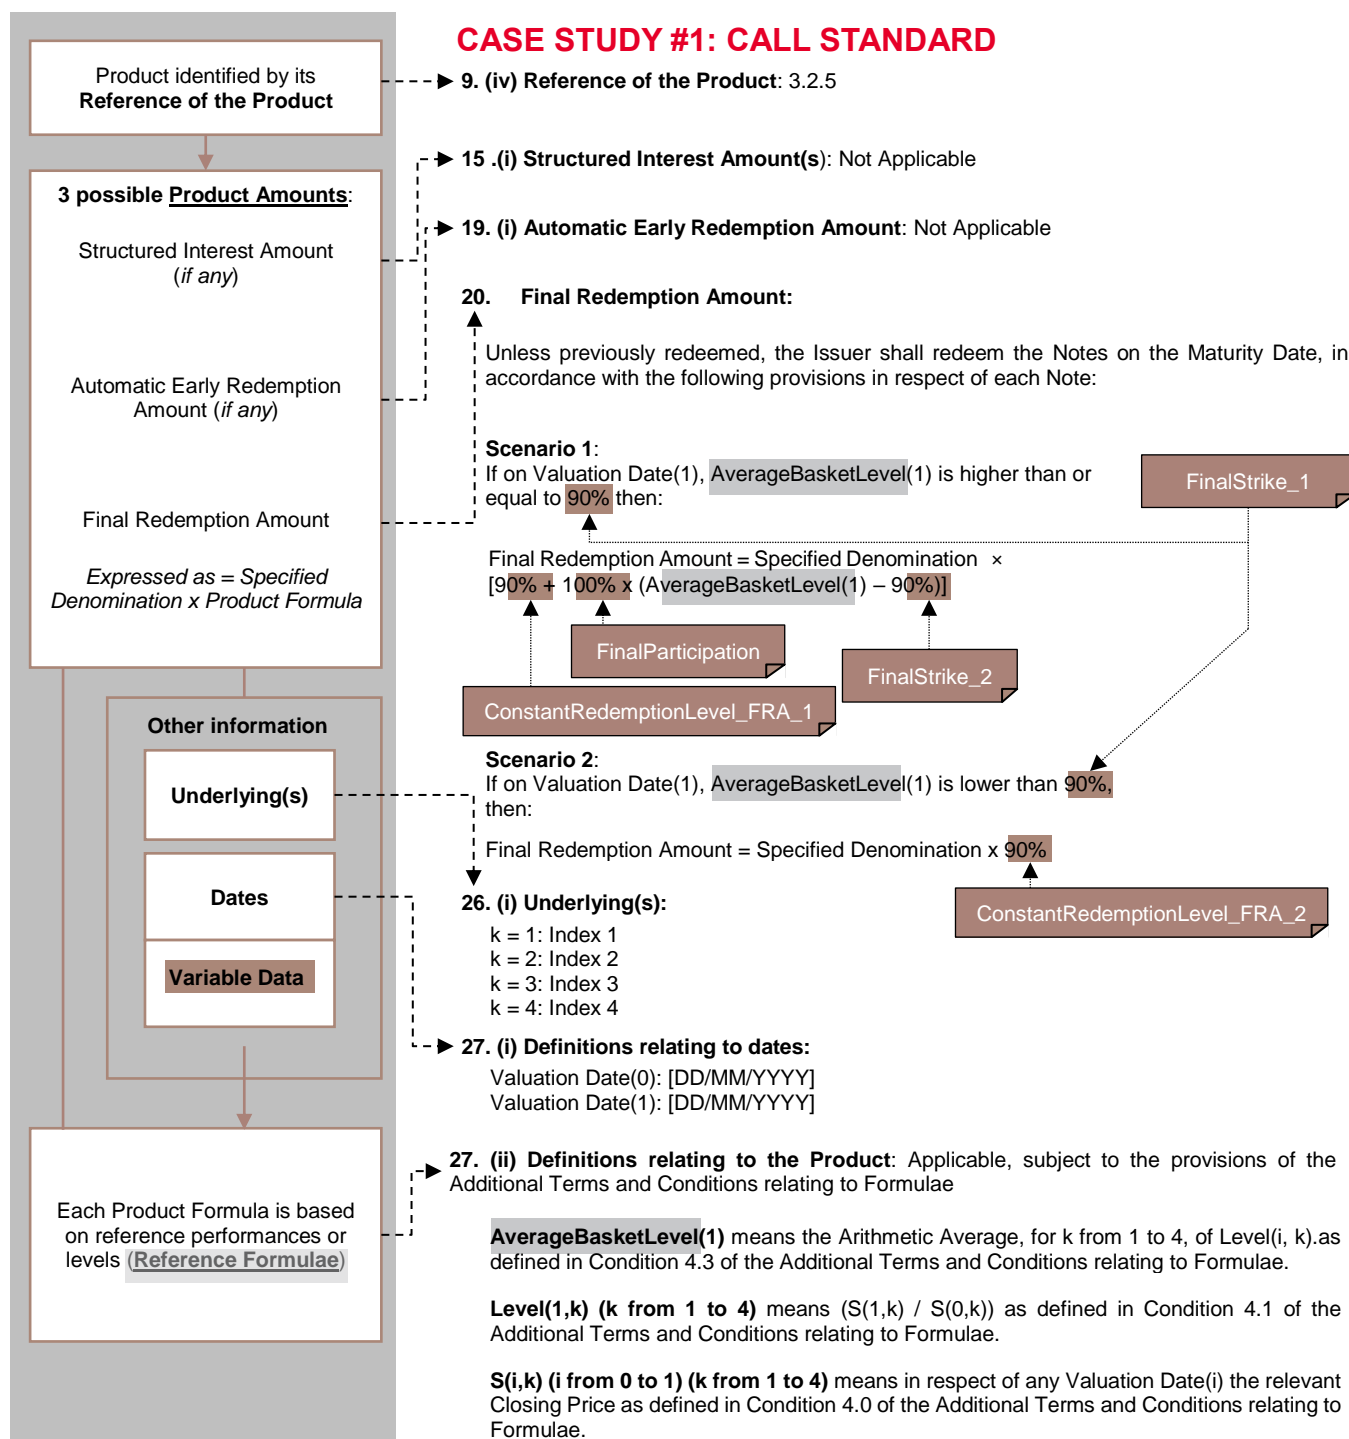 CASE STUDY #1: CALL STANDARD
Product identified by its
Reference of the Product
9. (iv) Reference of the Product: 3.2.5
15 .(i) Structured Interest Amount(s): Not Applicable
3 possible Product Amounts:
19. (i) Automatic Early Redemption Amount: Not Applicable
Structured Interest Amount
(if any)
20. Final Redemption Amount:
Unless previously redeemed, the Issuer shall redeem the Notes on the Maturity Date, in
accordance with the following provisions in respect of each Note:
Automatic Early Redemption
Amount (if any)
Scenario 1:
If on Valuation Date(1), AverageBasketLevel(1) is higher than or
equal to 90% then:
FinalStrike_1
Final Redemption Amount
Final Redemption Amount = Specified Denomination ×
[90% + 100% x (AverageBasketLevel(1) – 90%)]
Expressed as = Specified
Denomination x Product Formula
FinalParticipation
FinalStrike_2
ConstantRedemptionLevel_FRA_1
Other information
Scenario 2:
If on Valuation Date(1), AverageBasketLevel(1) is lower than 90%,
then:
Underlying(s)
Final Redemption Amount = Specified Denomination x 90%
Dates
26. (i) Underlying(s):
ConstantRedemptionLevel_FRA_2
k = 1: Index 1
k = 2: Index 2
k = 3: Index 3
k = 4: Index 4
Variable Data
27. (i) Definitions relating to dates:
Valuation Date(0): [DD/MM/YYYY]
Valuation Date(1): [DD/MM/YYYY]
27. (ii) Definitions relating to the Product: Applicable, subject to the provisions of the
Additional Terms and Conditions relating to Formulae
Each Product Formula is based
on reference performances or
levels (Reference Formulae)
AverageBasketLevel(1) means the Arithmetic Average, for k from 1 to 4, of Level(i, k).as
defined in Condition 4.3 of the Additional Terms and Conditions relating to Formulae.
Level(1,k) (k from 1 to 4) means (S(1,k) / S(0,k)) as defined in Condition 4.1 of the
Additional Terms and Conditions relating to Formulae.
S(i,k) (i from 0 to 1) (k from 1 to 4) means in respect of any Valuation Date(i) the relevant
Closing Price as defined in Condition 4.0 of the Additional Terms and Conditions relating to
Formulae.